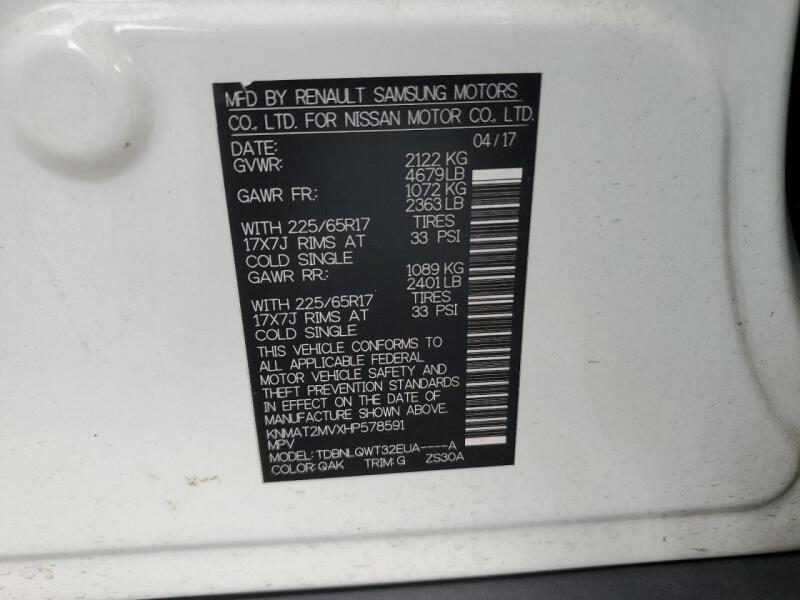 MFD BY RENAULT SAMSUNG MOTORS
CO., LTD. FOR NISSAN MOTOR CO., LTD.
DATE: 04/17
GVWR: 2122 KG
4679 LB
GAWR FR: 1072 KG
2363 LB
WITH 225/65R17 TIRES
17X7J RIMS AT 33 PSI
COLD SINGLE
GAWR RR: 1089 KG
2401 LB
WITH 225/65R17 TIRES
17X7J RIMS AT 33 PSI
COLD SINGLE
THIS VEHICLE CONFORMS TO
ALL APPLICABLE FEDERAL
MOTOR VEHICLE SAFETY AND
THEFT PREVENTION STANDARDS
IN EFFECT ON THE DATE OF
MANUFACTURE SHOWN ABOVE.
KNMAT2MVXHP578591
MPV
MODEL: TDBNLQWT32EUA----A
COLOR: QAK TRIM: G ZS30A